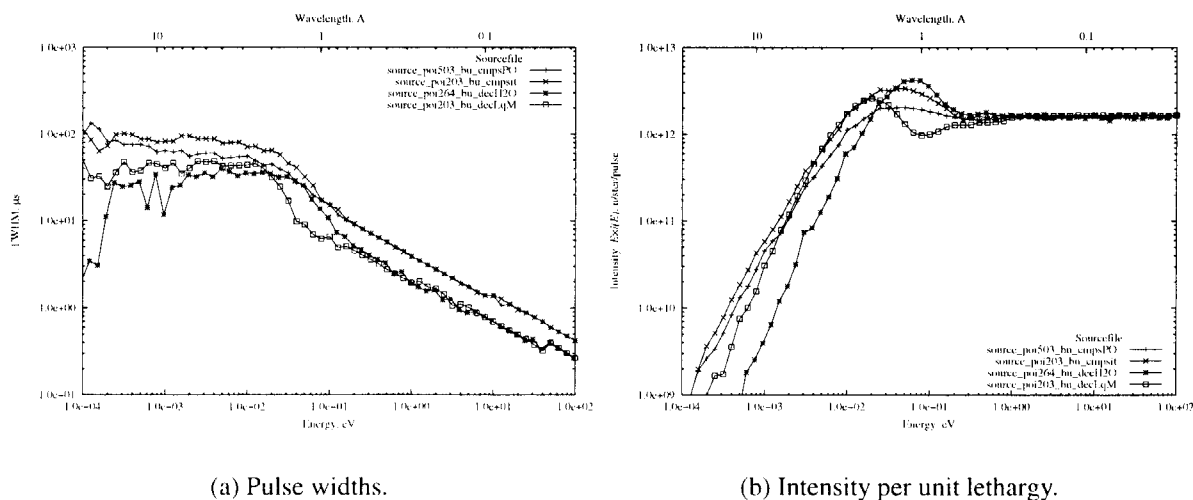 Wavelength, A
10
1
0.1
1.0e+03
1.0e+02
1.0e+01
1.0e+00
1.0e-01
FWHM, μs
Sourcefile
source_poi503_bu_cmpsPO
source_poi203_bu_cmpsit
source_poi264_bu_decH2O
source_poi203_bu_decLqM
1.0e-04
1.0e-03
1.0e-02
1.0e-01
1.0e+00
1.0e+01
1.0e+02
Energy, eV
(a) Pulse widths.
Wavelength, A
10
1
0.1
1.0e+13
1.0e+12
1.0e+11
1.0e+10
1.0e+09
Intensity, n/ster/pulse
Sourcefile
source_poi503_bu_cmpsPO
source_poi203_bu_cmpsit
source_poi264_bu_decH2O
source_poi203_bu_decLqM
1.0e-04
1.0e-03
1.0e-02
1.0e-01
1.0e+00
1.0e+01
1.0e+02
Energy, eV
(b) Intensity per unit lethargy.